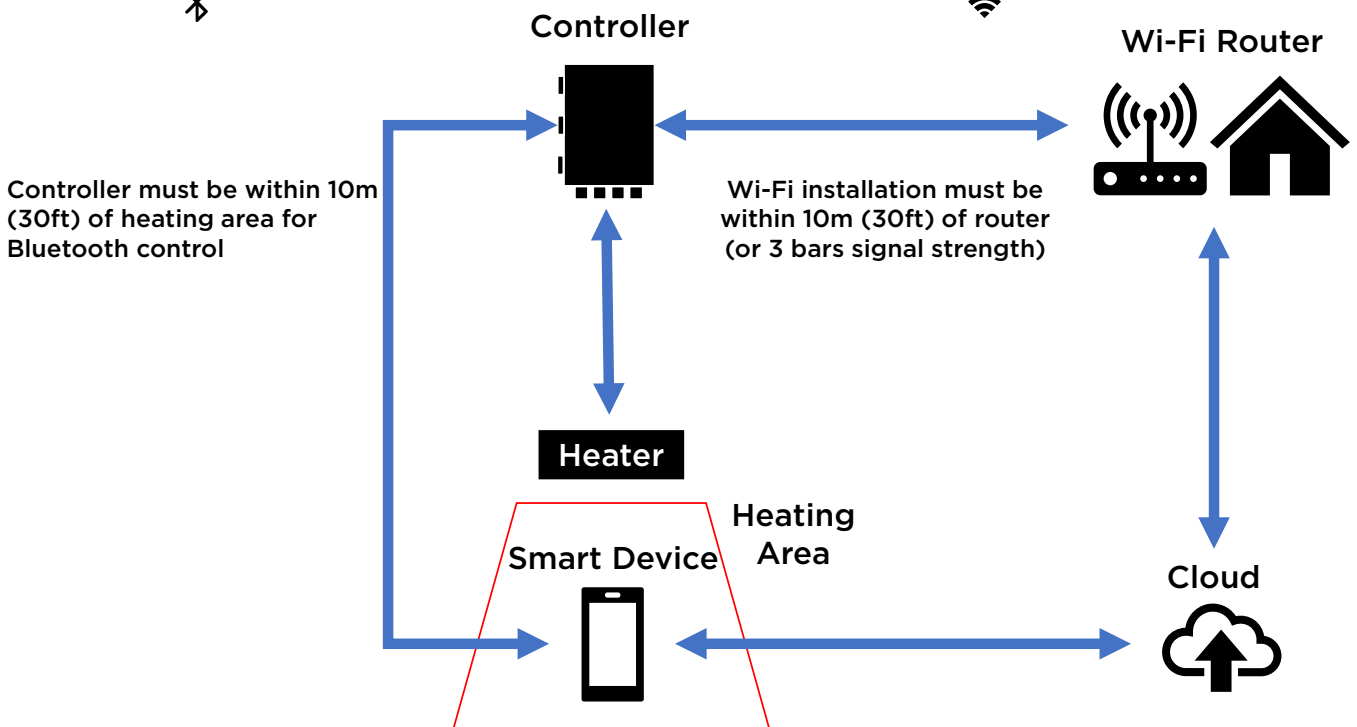 Controller
Wi-Fi Router
Controller must be within 10m
(30ft) of heating area for
Bluetooth control
Wi-Fi installation must be
within 10m (30ft) of router
(or 3 bars signal strength)
Heater
Heating
Area
Smart Device
Cloud